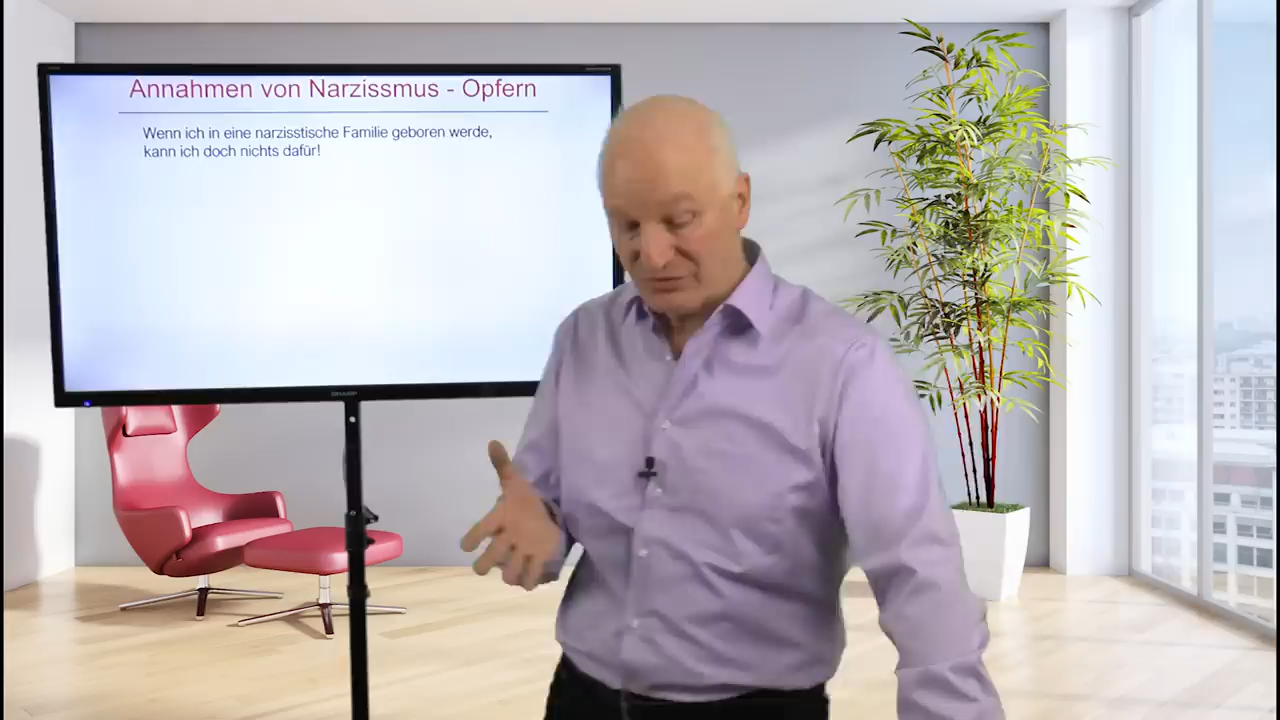 Annahmen von Narzissmus - Opfern
Wenn ich in eine narzisstische Familie geboren werde,
kann ich doch nichts dafür!
SHARP